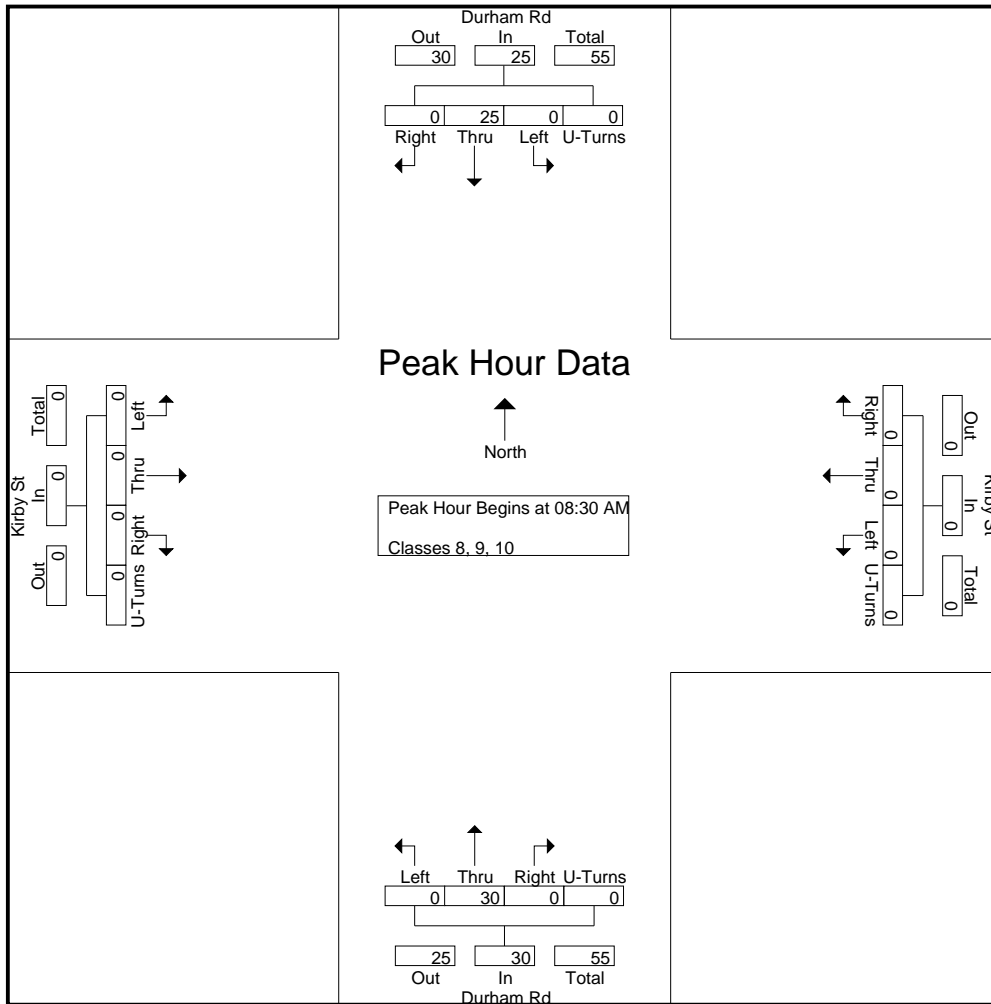 Durham Rd
Out In Total
30 25 55
0 25 0 0
Right Thru Left U-Turns
Peak Hour Data
North
Peak Hour Begins at 08:30 AM
Classes 8, 9, 10
Kirby St
Total In Out
0 0 0
0 0 0 0
Left Thru Right U-Turns
Right Thru Left U-Turns
0 0 0 0
Out In Total
0 0 0
Kirby St
Left Thru Right U-Turns
0 30 0 0
25 30 55
Out In Total
Durham Rd